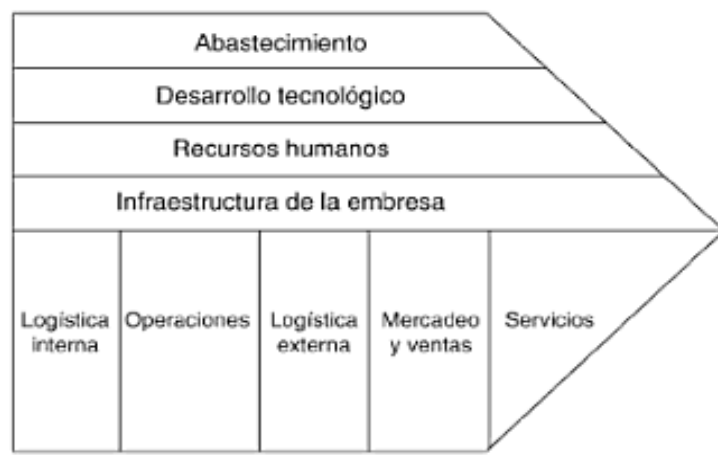 Abastecimiento
Desarrollo tecnológico
Recursos humanos
Infraestructura de la embresa
Logística
interna
Operaciones
Logística
externa
Mercadeo
y ventas
Servicios